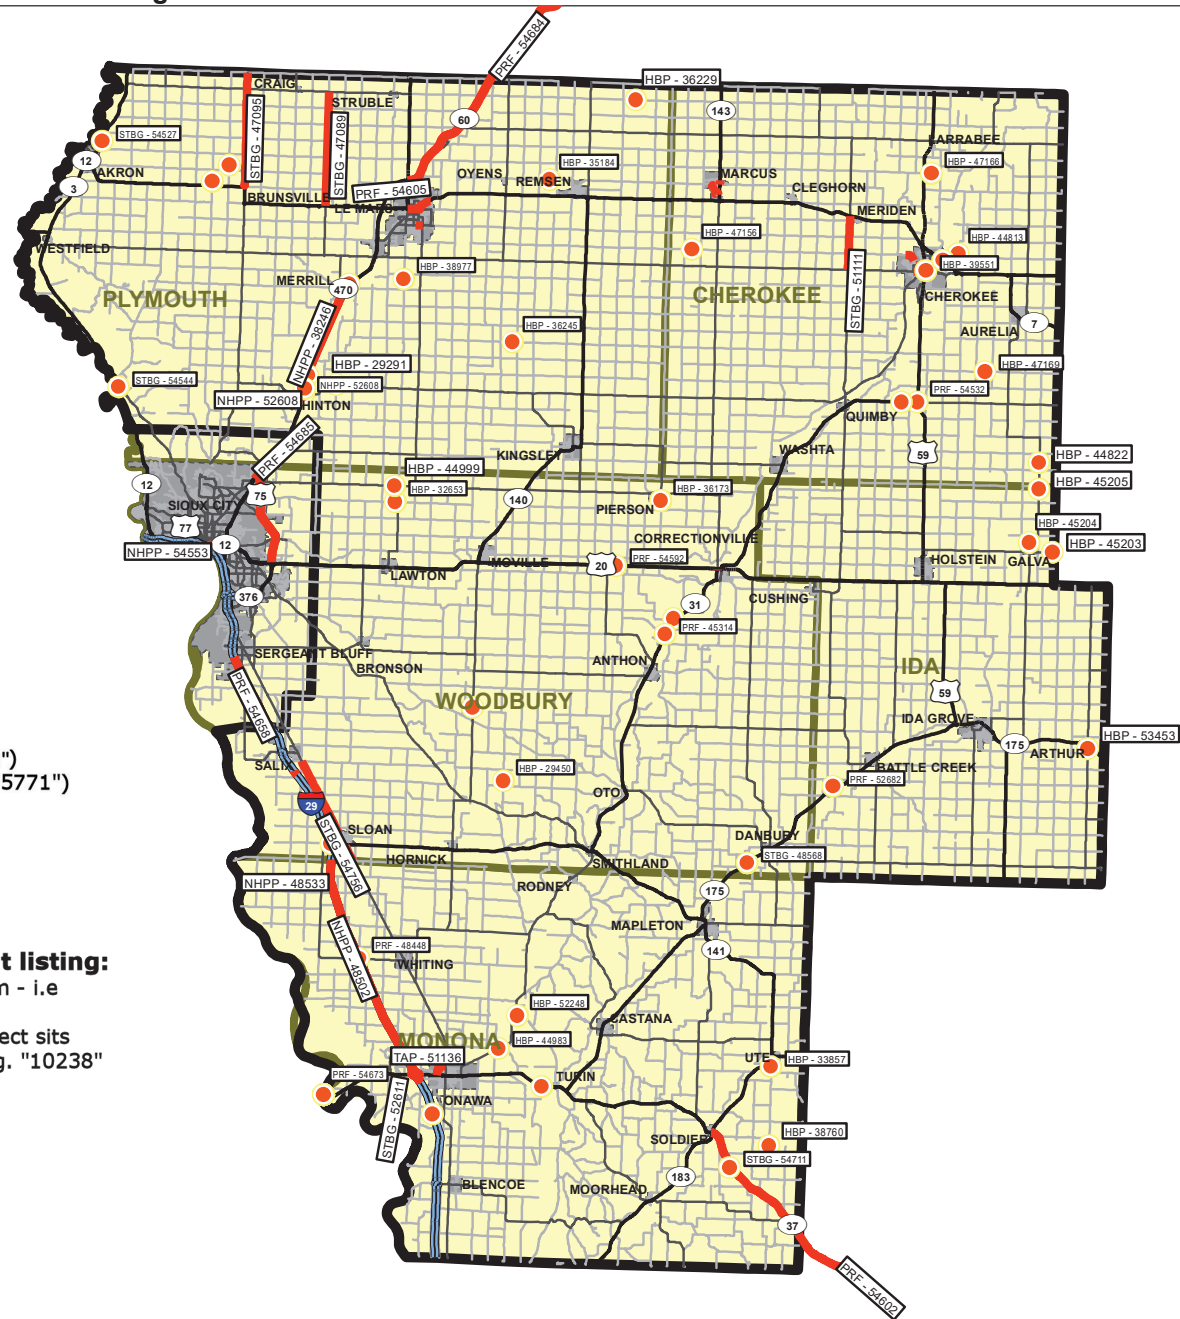 g
PRF - 54684
HBP - 36229
CRAIG
STRUBLE
143
STBG - 47095
STBG - 47089
60
STBG - 54527
LARRABEE
12
AKRON
HBP - 35184
HBP - 47166
OYENS
REMSEN
MARCUS
3
CLEGHORN
PRF - 54605
BRUNSVILLE
LE MARS
MERIDEN
WESTFIELD
HBP - 47156
HBP - 44813
HBP - 39551
HBP - 38977
MERRILL
470
PLYMOUTH
CHEROKEE
CHEROKEE
STBG - 51111
7
HBP - 36245
AURELIA
NHPP - 38246
HBP - 29291
HBP - 47169
STBG - 54544
NHPP - 52608
NHPP - 52608
HINTON
PRF - 54532
QUIMBY
PRF - 54685
KINGSLEY
WASHTA
59
HBP - 44822
HBP - 44999
12
75
HBP - 32653
HBP - 45205
140
HBP - 36173
SIOUX CITY
PIERSON
77
HBP - 45204
CORRECTIONVILLE
12
HBP - 45203
NHPP - 54553
MOVILLE
20
PRF - 54592
HOLSTEIN
GALVA
LAWTON
376
CUSHING
31
PRF - 45314
SERGEANT BLUFF
ANTHON
BRONSON
IDA
PRF - 54658
WOODBURY
59
IDA GROVE
HBP - 53453
175
ARTHUR
")
SALIX
HBP - 29450
BATTLE CREEK
5771")
PRF - 52682
OTO
29
SLOAN
DANBURY
STBG - 54756
HORNICK
SMITHLAND
STBG - 48568
NHPP - 48533
RODNEY
175
MAPLETON
NHPP - 48502
PRF - 48448
141
t listing:
WHITING
n - i.e
HBP - 52248
CASTANA
ect sits
MONONA
HBP - 44983
g. "10238"
TAP - 51136
UTE
HBP - 33857
PRF - 54673
TURIN
STBG - 52611
ONAWA
SOLDIER
HBP - 38760
STBG - 54711
183
BLENCOE
MOORHEAD
37
PRF - 54602